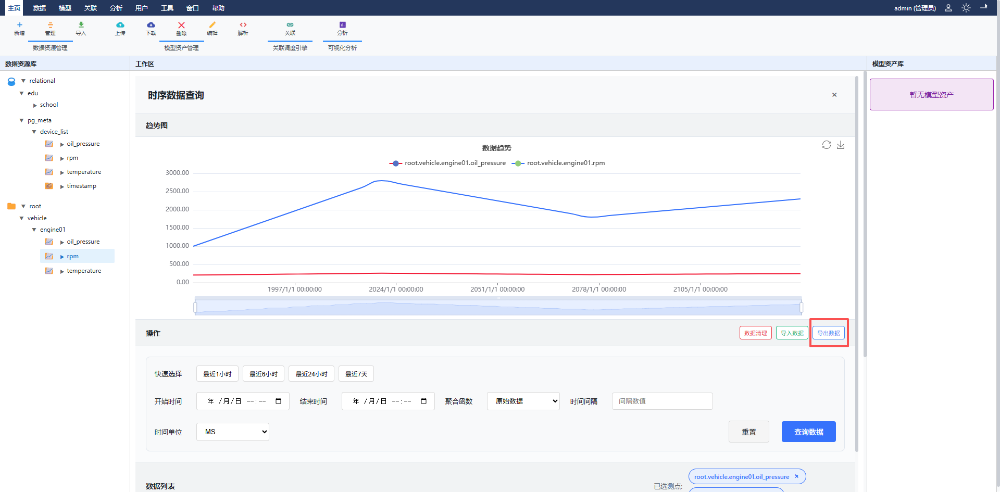 主页 数据 模型 关联 分析 用户 工具 窗口 帮助 admin (管理员)
新增 管理 导入 上传 下载 删除 编辑 解析 关联 分析
数据资源管理 模型资产管理 关联调度引擎 可视化分析
数据资源库
relational
edu
school
pg_meta
device_list
oil_pressure
rpm
temperature
timestamp
root
vehicle
engine01
oil_pressure
rpm
temperature
工作区
时序数据查询 ×
趋势图
数据趋势
root.vehicle.engine01.oil_pressure root.vehicle.engine01.rpm
3000.00
2500.00
2000.00
1500.00
1000.00
500.00
0.00
1997/1/1 00:00:00 2024/1/1 00:00:00 2051/1/1 00:00:00 2078/1/1 00:00:00 2105/1/1 00:00:00
操作 数据清理 导入数据 导出数据
快速选择 最近1小时 最近6小时 最近24小时 最近7天
开始时间 年 /月/日 --:-- 结束时间 年 /月/日 --:-- 聚合函数 原始数据 时间间隔 间隔数值
时间单位 MS 重置 查询数据
数据列表 已选测点: root.vehicle.engine01.oil_pressure ×
模型资产库
暂无模型资产